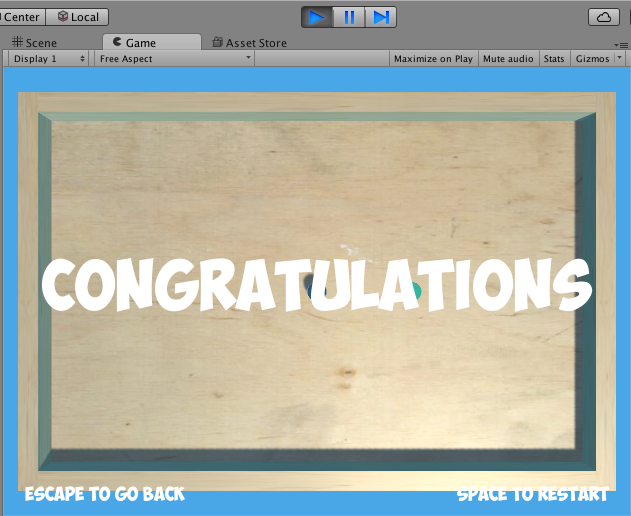 Center Local
Scene Game Asset Store
Display 1 Free Aspect Maximize on Play Mute audio Stats Gizmos
CONGRATULATIONS
ESCAPE TO GO BACK SPACE TO RESTART